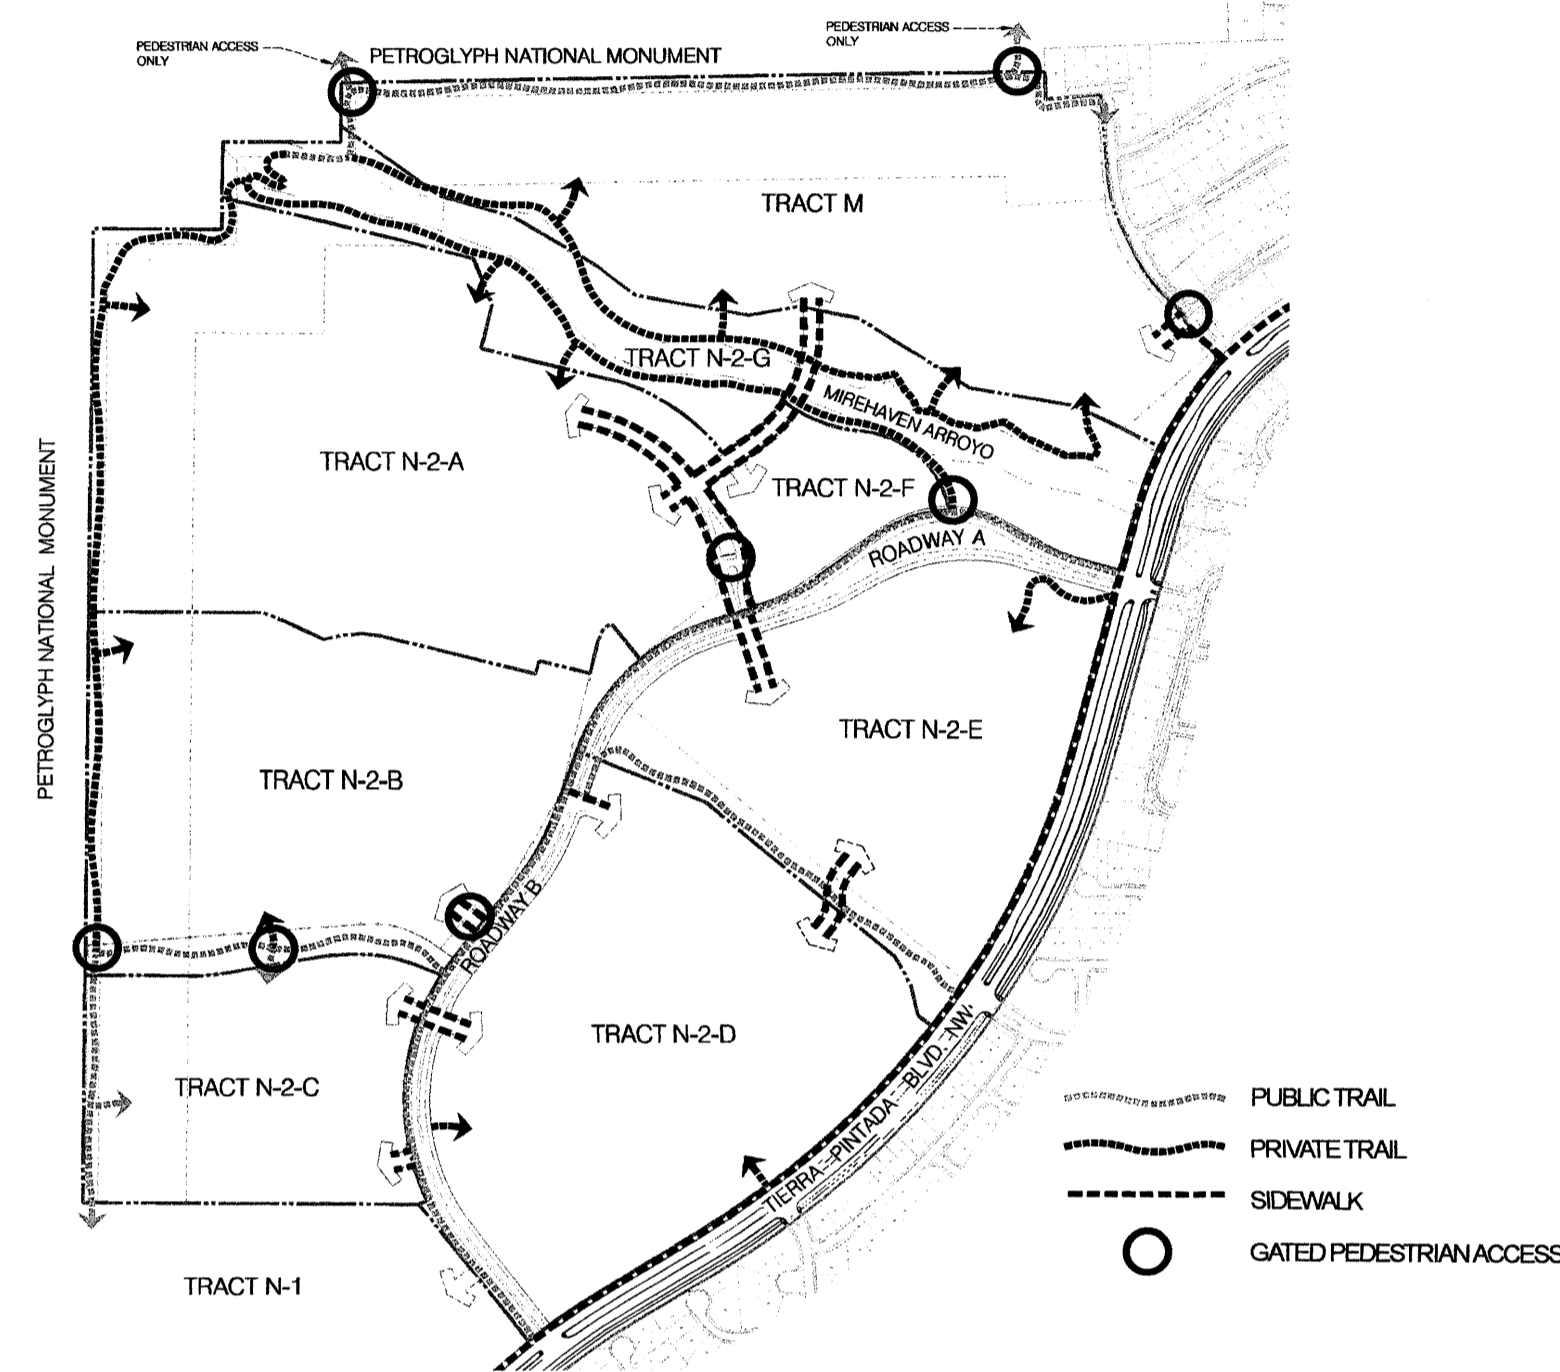 PEDESTRIAN ACCESS
ONLY
PETROGLYPH NATIONAL MONUMENT
PEDESTRIAN ACCESS
ONLY
TRACT M
TRACT N-2-G
MIREHAVEN ARROYO
TRACT N-2-A
TRACT N-2-F
ROADWAY A
PETROGLYPH NATIONAL MONUMENT
TRACT N-2-E
TRACT N-2-B
ROADWAY B
TRACT N-2-D
TIERRA PINTADA BLVD. NW
TRACT N-2-C
TRACT N-1
PUBLIC TRAIL
PRIVATE TRAIL
SIDEWALK
GATED PEDESTRIAN ACCESS